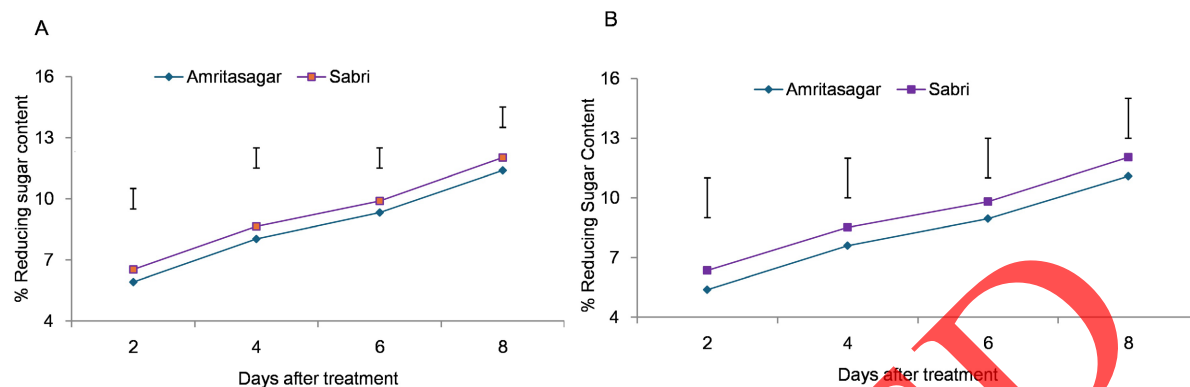 A
Amritasagar Sabri
% Reducing sugar content
16
13
10
7
4
2 4 6 8
Days after treatment
B
Amritasagar Sabri
% Reducing Sugar Content
16
13
10
7
4
2 4 6 8
Days after treatment
D